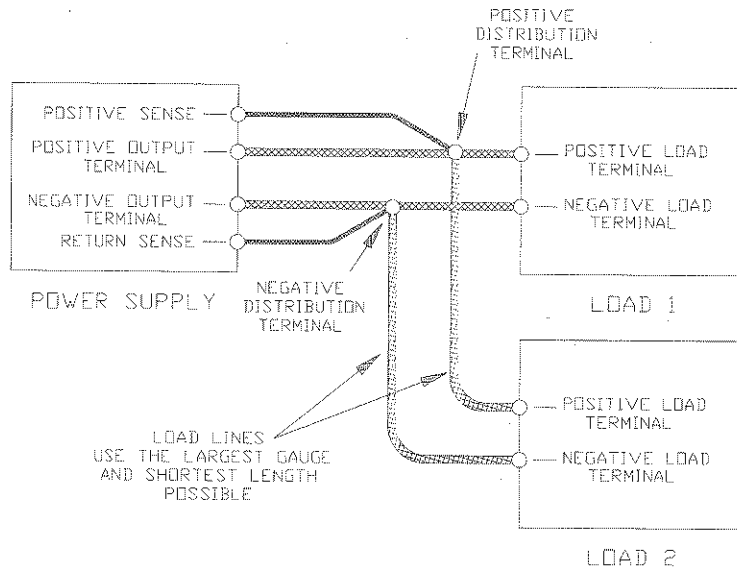 POSITIVE
DISTRIBUTION
TERMINAL
POSITIVE SENSE
POSITIVE OUTPUT
TERMINAL
NEGATIVE OUTPUT
TERMINAL
RETURN SENSE
POWER SUPPLY
POSITIVE LOAD
TERMINAL
NEGATIVE LOAD
TERMINAL
LOAD 1
NEGATIVE
DISTRIBUTION
TERMINAL
LOAD LINES
USE THE LARGEST GAUGE
AND SHORTEST LENGTH
POSSIBLE
POSITIVE LOAD
TERMINAL
NEGATIVE LOAD
TERMINAL
LOAD 2